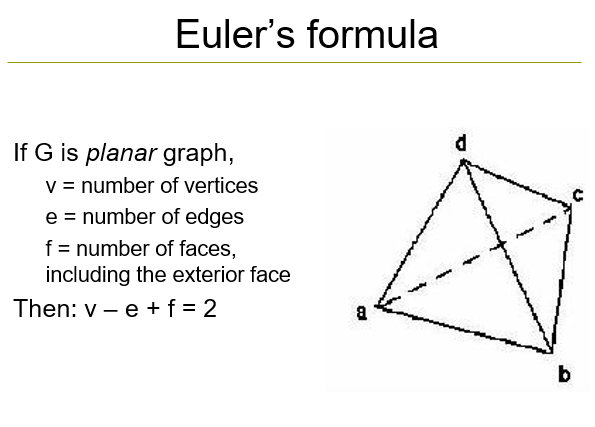 Euler’s formula
If G is planar graph,
v = number of vertices
e = number of edges
f = number of faces,
including the exterior face
Then: v – e + f = 2
d
c
a
b